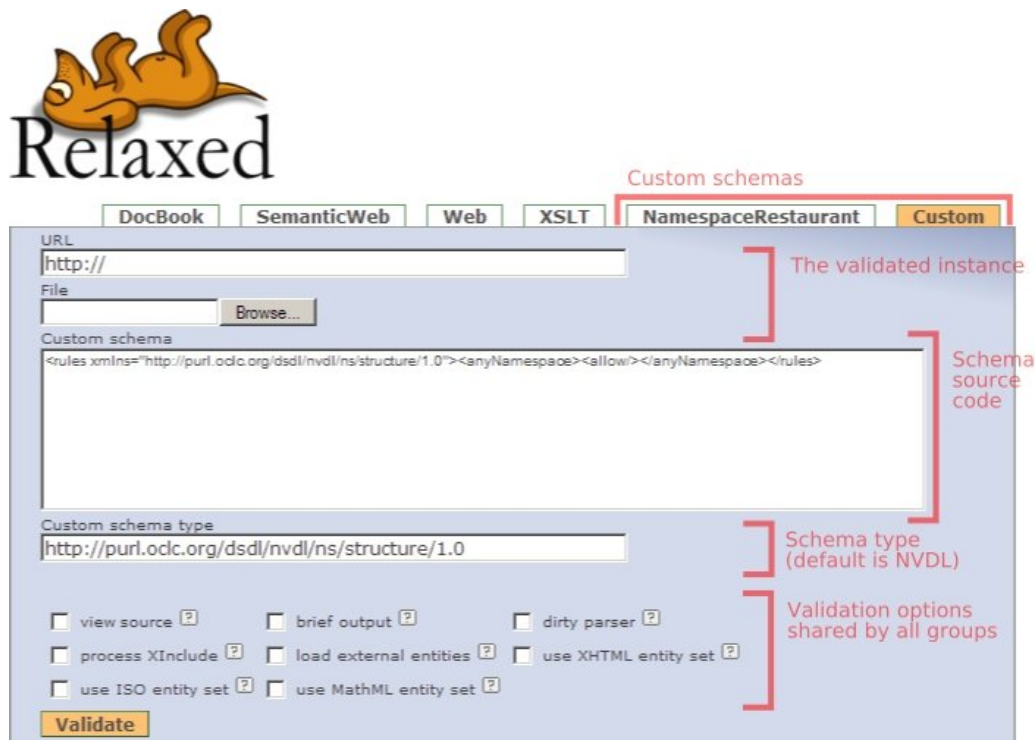 Relaxed
Custom schemas
DocBook SemanticWeb Web XSLT NamespaceRestaurant Custom
URL
http://
The validated instance
File
Browse...
Custom schema
<rules xmlns="http://purl.oclc.org/dsdl/nvdl/ns/structure/1.0"><anyNamespace><allow/></anyNamespace></rules>
Schema
source
code
Custom schema type
http://purl.oclc.org/dsdl/nvdl/ns/structure/1.0
Schema type
(default is NVDL)
view source ? brief output ? dirty parser ?
process XInclude ? load external entities ? use XHTML entity set ?
use ISO entity set ? use MathML entity set ?
Validation options
shared by all groups
Validate